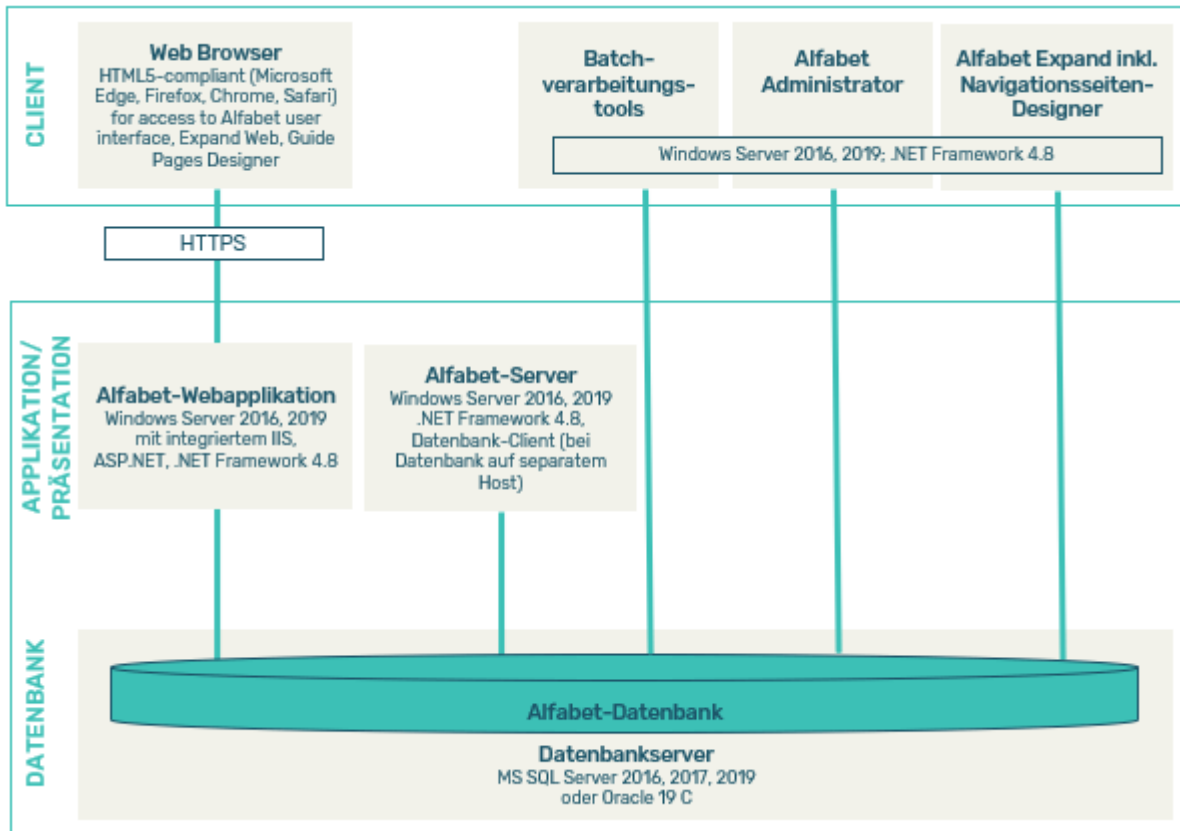 CLIENT
Web Browser
HTML5-compliant (Microsoft
Edge, Firefox, Chrome, Safari)
for access to Alfabet user
interface, Expand Web, Guide
Pages Designer
Batch-
verarbeitungs-
tools
Alfabet
Administrator
Alfabet Expand inkl.
Navigationsseiten-
Designer
Windows Server 2016, 2019; .NET Framework 4.8
HTTPS
APPLIKATION/
PRÄSENTATION
Alfabet-Webapplikation
Windows Server 2016, 2019
mit integriertem IIS,
ASP.NET, .NET Framework 4.8
Alfabet-Server
Windows Server 2016, 2019
.NET Framework 4.8,
Datenbank-Client (bei
Datenbank auf separatem
Host)
DATENBANK
Alfabet-Datenbank
Datenbankserver
MS SQL Server 2016, 2017, 2019
oder Oracle 19 C